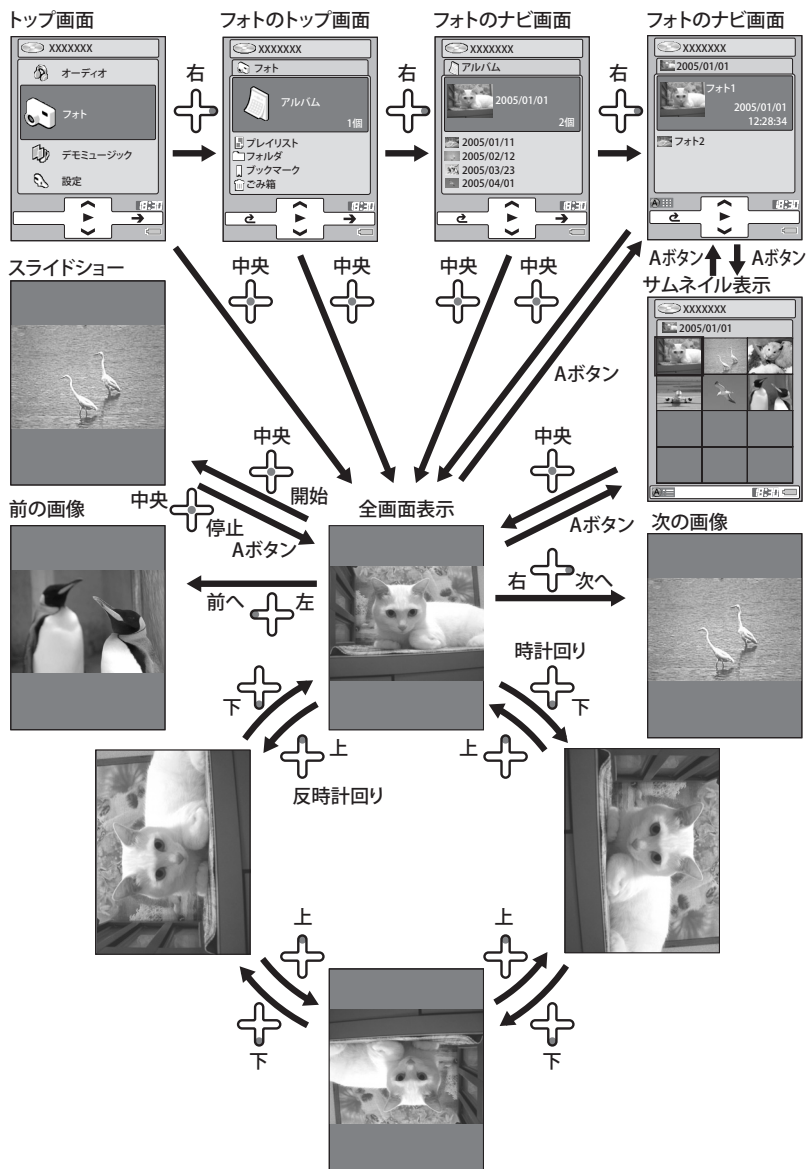 トップ画面
フォトのトップ画面
フォトのナビ画面
フォトのナビ画面
XXXXXXX
オーディオ
フォト
デモミュージック
設定
右
XXXXXXX
フォト
アルバム
1個
プレイリスト
フォルダ
ブックマーク
ごみ箱
右
XXXXXXX
アルバム
2005/01/01
2個
2005/01/11
2005/02/12
2005/03/23
2005/04/01
右
XXXXXXX
2005/01/01
フォト1
2005/01/01
12:28:34
フォト2
A
Aボタン
Aボタン
スライドショー
中央
中央
中央
中央
サムネイル表示
XXXXXXX
2005/01/01
A
Aボタン
中央
開始
中央
停止
Aボタン
中央
Aボタン
前の画像
全画面表示
次の画像
前へ
左
右
次へ
時計回り
下
下
上
上
反時計回り
上
上
下
下